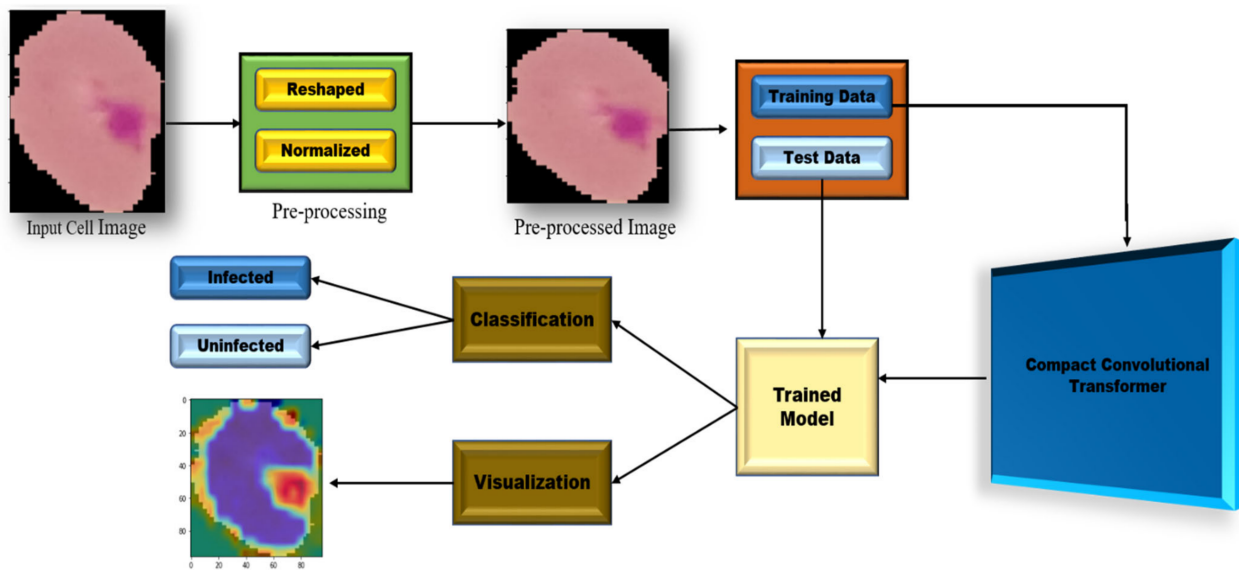 Reshaped
Normalized
Training Data
Test Data
Input Cell Image
Pre-processing
Pre-processed Image
Infected
Uninfected
Classification
Compact Convolutional
Transformer
Trained
Model
Visualization
0
20
40
60
80
0 20 40 60 80